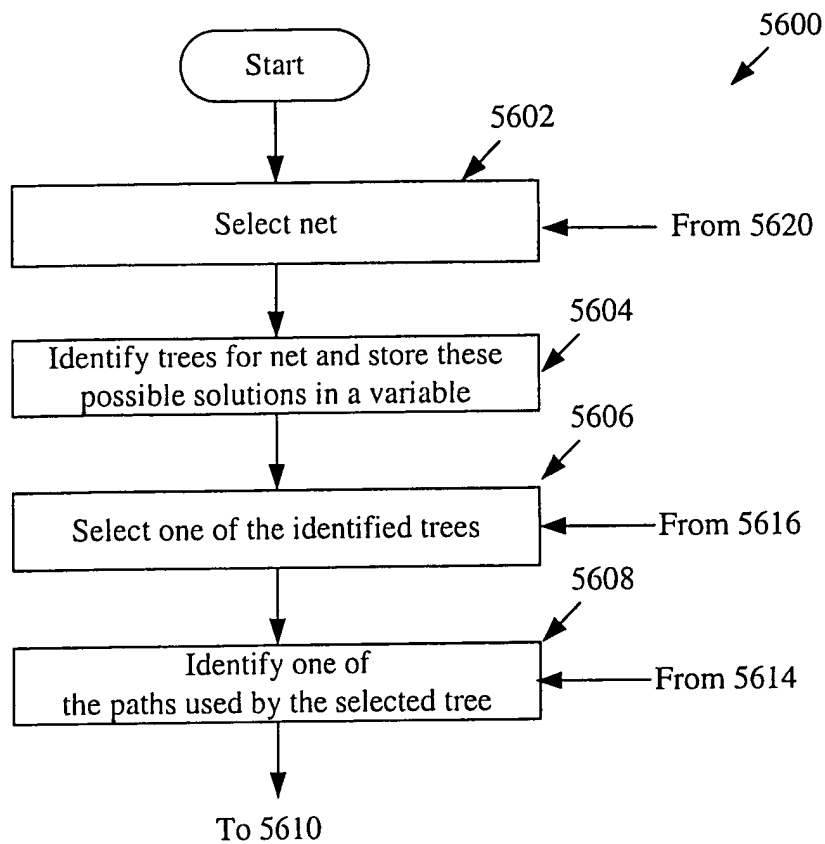 5600
Start
5602
Select net
From 5620
5604
Identify trees for net and store these
possible solutions in a variable
5606
Select one of the identified trees
From 5616
5608
Identify one of
the paths used by the selected tree
From 5614
To 5610